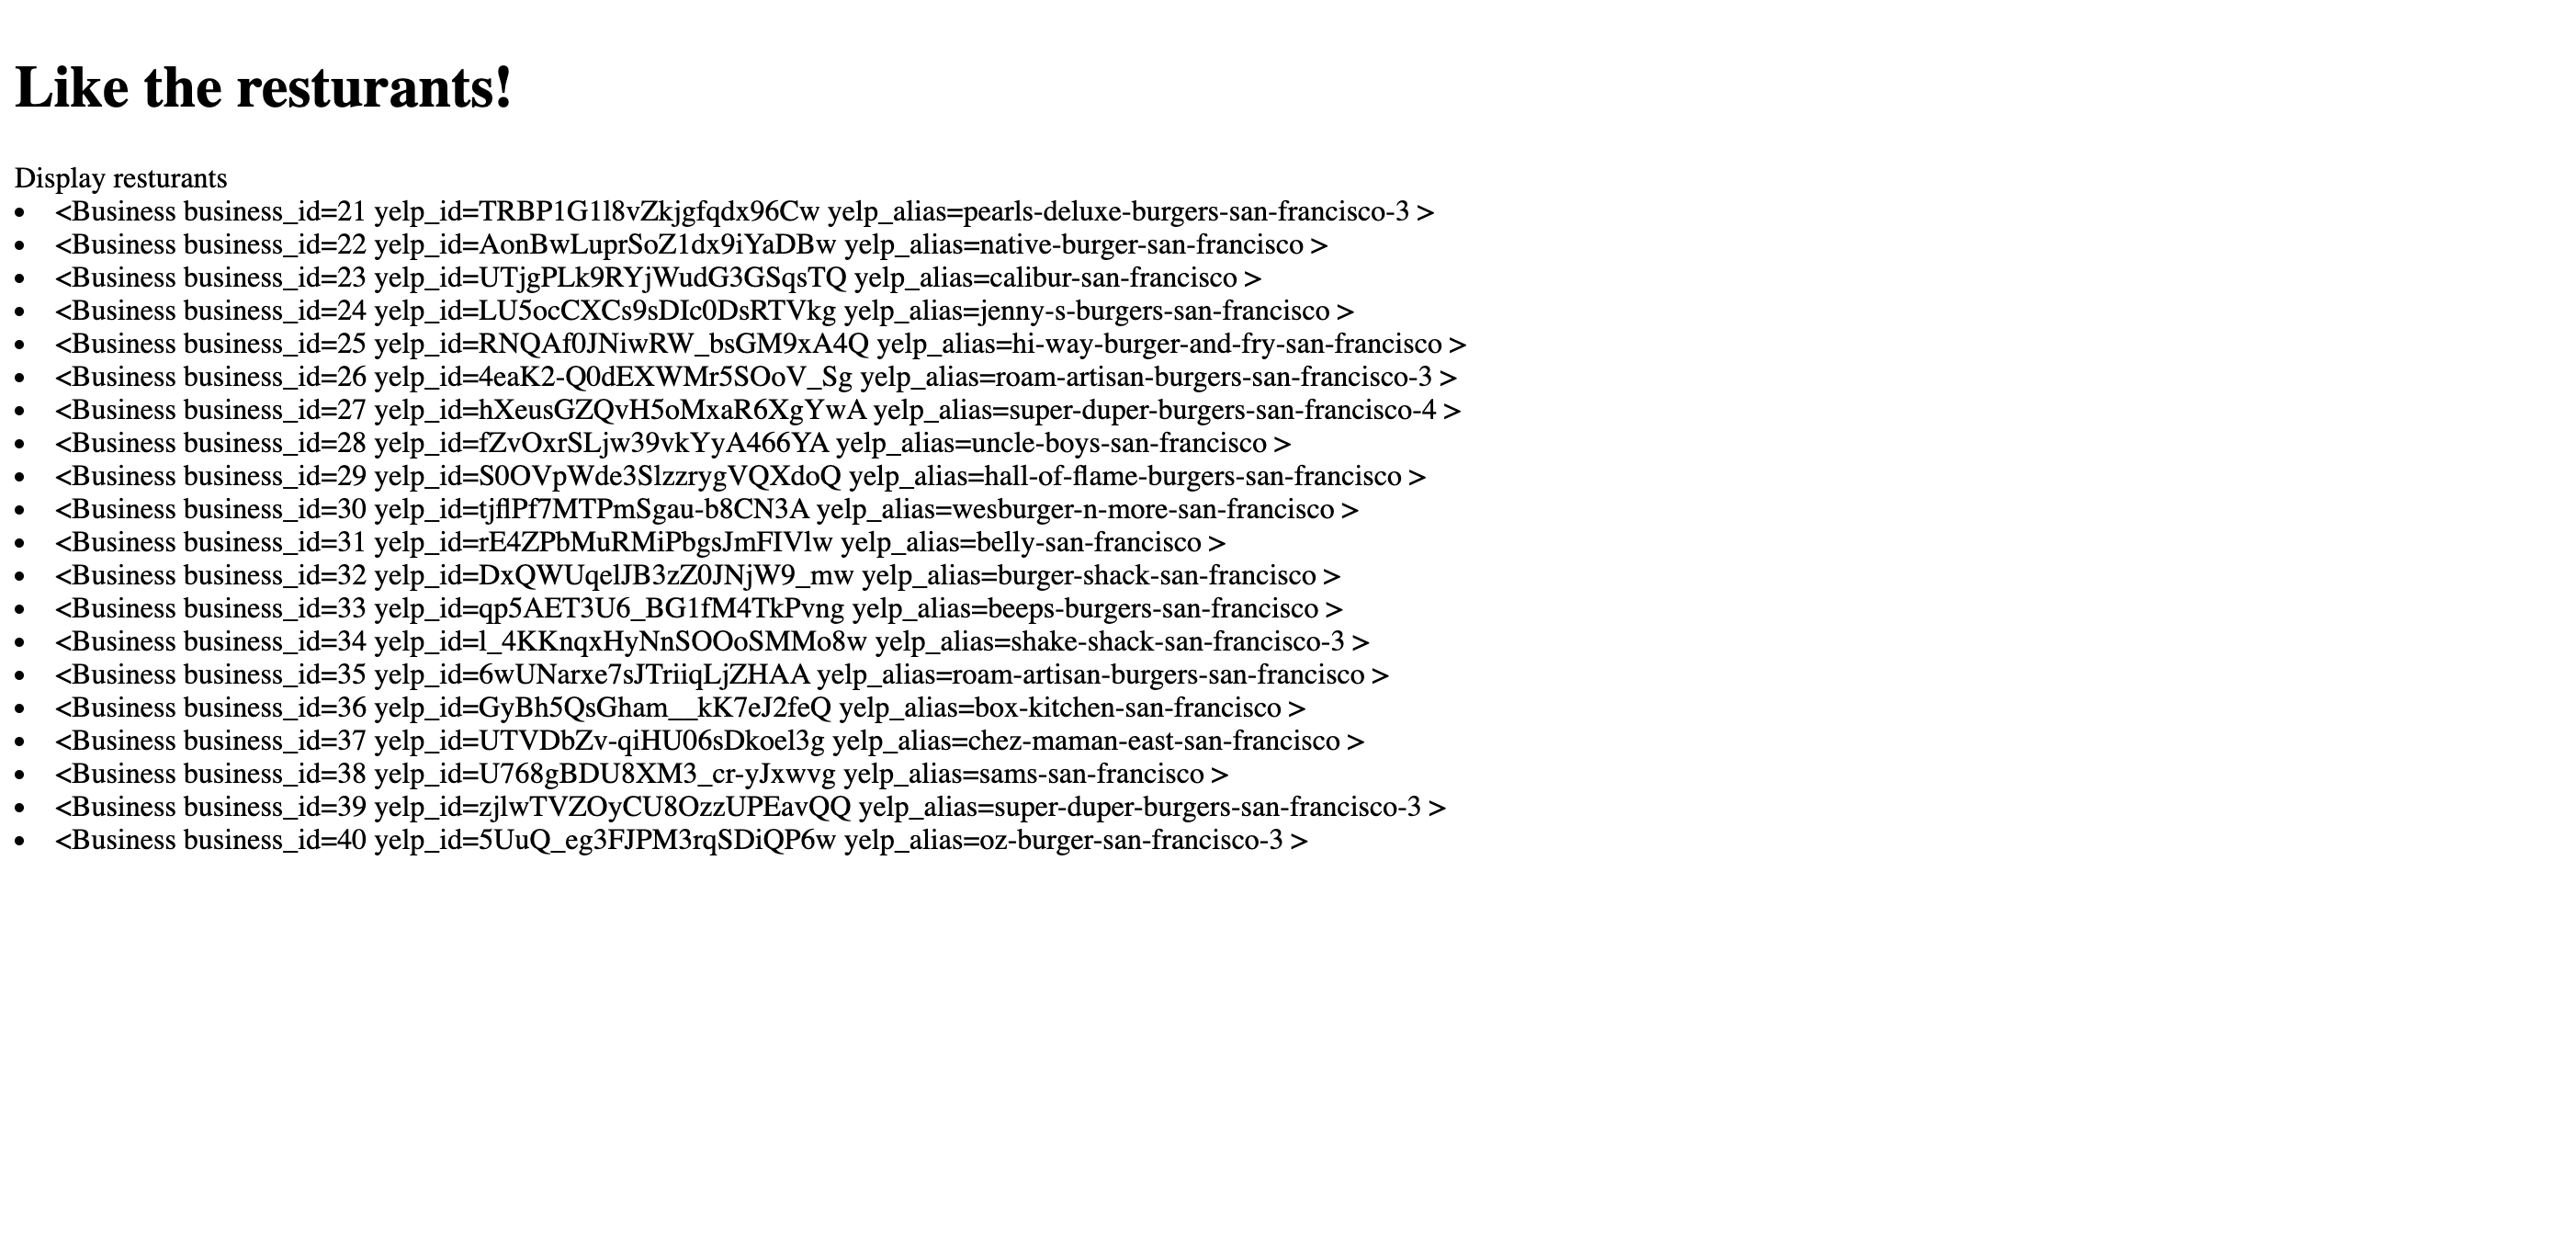 Like the resturants!
Display resturants
• <Business business_id=21 yelp_id=TRBP1G1l8vZkjgfqdx96Cw yelp_alias=pearls-deluxe-burgers-san-francisco-3 >
• <Business business_id=22 yelp_id=AonBwLuprSoZ1dx9iYaDBw yelp_alias=native-burger-san-francisco >
• <Business business_id=23 yelp_id=UTjgPLk9RYjWudG3GSqsTQ yelp_alias=calibur-san-francisco >
• <Business business_id=24 yelp_id=LU5ocCXCs9sDIc0DsRTVkg yelp_alias=jenny-s-burgers-san-francisco >
• <Business business_id=25 yelp_id=RNQAf0JNiwRW_bsGM9xA4Q yelp_alias=hi-way-burger-and-fry-san-francisco >
• <Business business_id=26 yelp_id=4eaK2-Q0dEXWMr5SOoV_Sg yelp_alias=roam-artisan-burgers-san-francisco-3 >
• <Business business_id=27 yelp_id=hXeusGZQvH5oMxaR6XgYwA yelp_alias=super-duper-burgers-san-francisco-4 >
• <Business business_id=28 yelp_id=fZvOxrSLjw39vkYyA466YA yelp_alias=uncle-boys-san-francisco >
• <Business business_id=29 yelp_id=S0OVpWde3SlzzrygVQXdoQ yelp_alias=hall-of-flame-burgers-san-francisco >
• <Business business_id=30 yelp_id=tjflPf7MTPmSgau-b8CN3A yelp_alias=wesburger-n-more-san-francisco >
• <Business business_id=31 yelp_id=rE4ZPbMuRMiPbgsJmFIVlw yelp_alias=belly-san-francisco >
• <Business business_id=32 yelp_id=DxQWUqelJB3zZ0JNjW9_mw yelp_alias=burger-shack-san-francisco >
• <Business business_id=33 yelp_id=qp5AET3U6_BG1fM4TkPvng yelp_alias=beeps-burgers-san-francisco >
• <Business business_id=34 yelp_id=l_4KKnqxHyNnSOOoSMMo8w yelp_alias=shake-shack-san-francisco-3 >
• <Business business_id=35 yelp_id=6wUNarxe7sJTriiqLjZHAA yelp_alias=roam-artisan-burgers-san-francisco >
• <Business business_id=36 yelp_id=GyBh5QsGham__kK7eJ2feQ yelp_alias=box-kitchen-san-francisco >
• <Business business_id=37 yelp_id=UTVDbZv-qiHU06sDkoel3g yelp_alias=chez-maman-east-san-francisco >
• <Business business_id=38 yelp_id=U768gBDU8XM3_cr-yJxwvg yelp_alias=sams-san-francisco >
• <Business business_id=39 yelp_id=zjlwTVZOyCU8OzzUPEavQQ yelp_alias=super-duper-burgers-san-francisco-3 >
• <Business business_id=40 yelp_id=5UuQ_eg3FJPM3rqSDiQP6w yelp_alias=oz-burger-san-francisco-3 >